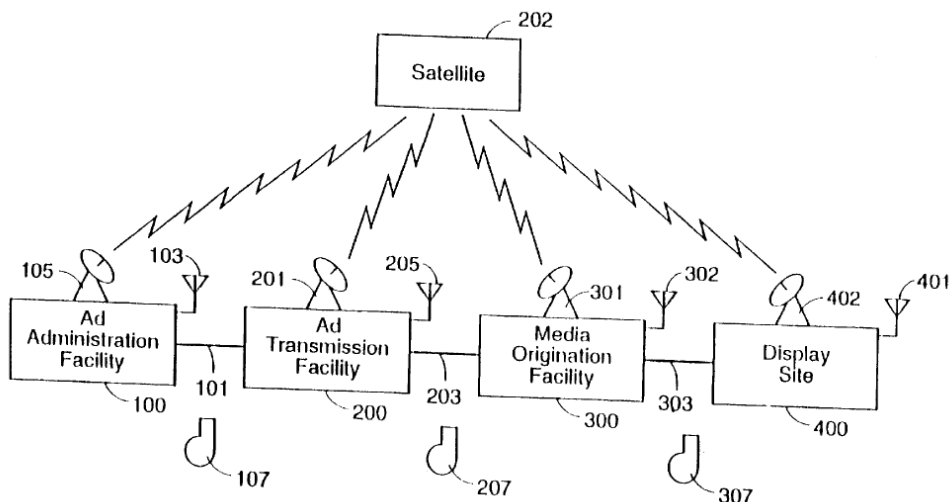 202
Satellite
105
103
201
205
301
302
402
401
Ad
Administration
Facility
Ad
Transmission
Facility
Media
Origination
Facility
Display
Site
101
100
203
200
303
300
400
107
207
307